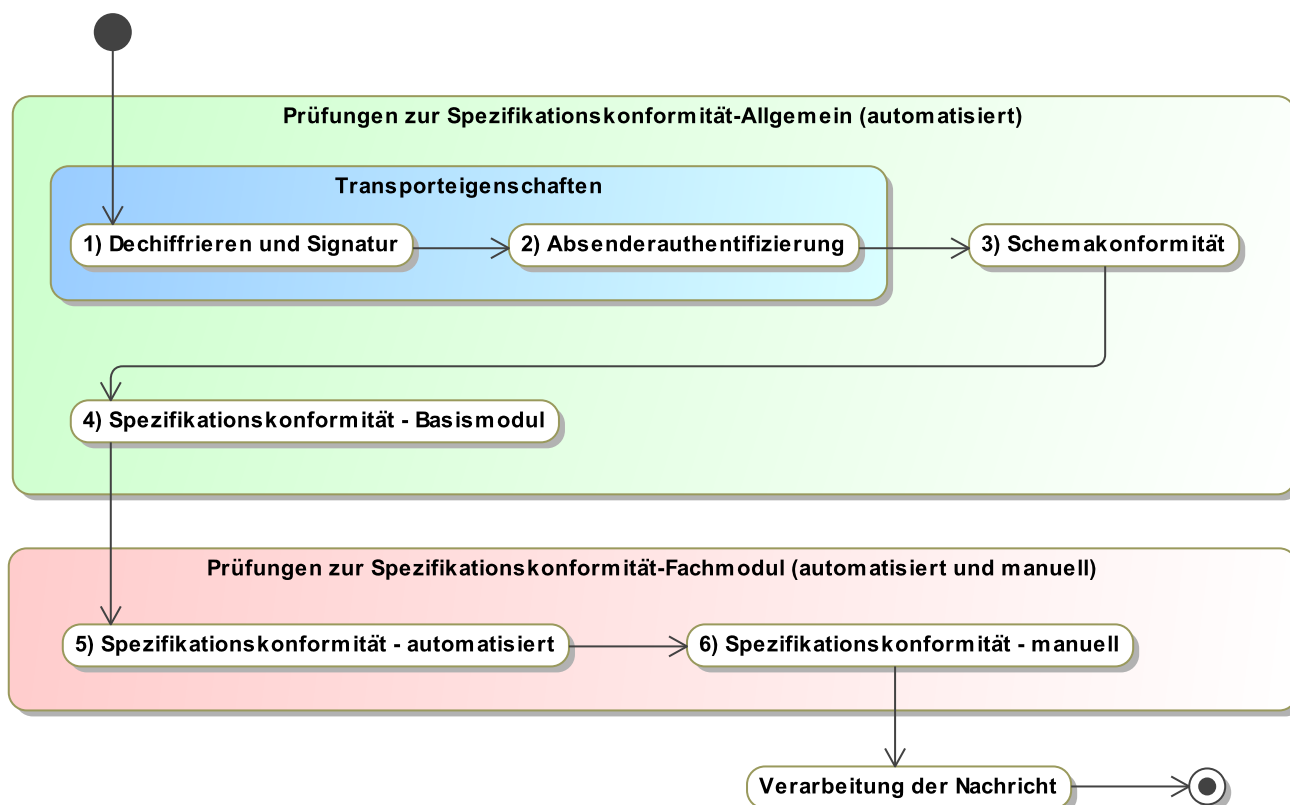 Prüfungen zur Spezifikationskonformität-Allgemein (automatisiert)
Transporteigenschaften
1) Dechiffrieren und Signatur
2) Absenderauthentifizierung
3) Schemakonformität
4) Spezifikationskonformität - Basismodul
Prüfungen zur Spezifikationskonformität-Fachmodul (automatisiert und manuell)
5) Spezifikationskonformität - automatisiert
6) Spezifikationskonformität - manuell
Verarbeitung der Nachricht